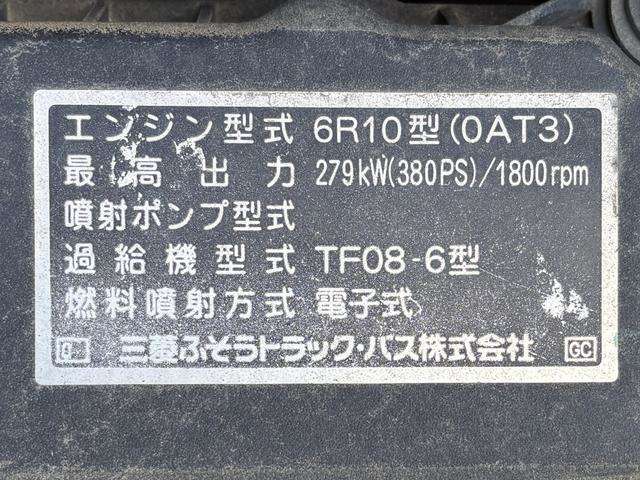 エンジン型式 6R10型(0AT3)
最高出力 279kW(380PS)/1800rpm
噴射ポンプ型式
過給機型式 TF08-6型
燃料噴射方式 電子式
三菱ふそうトラック・バス株式会社 GC